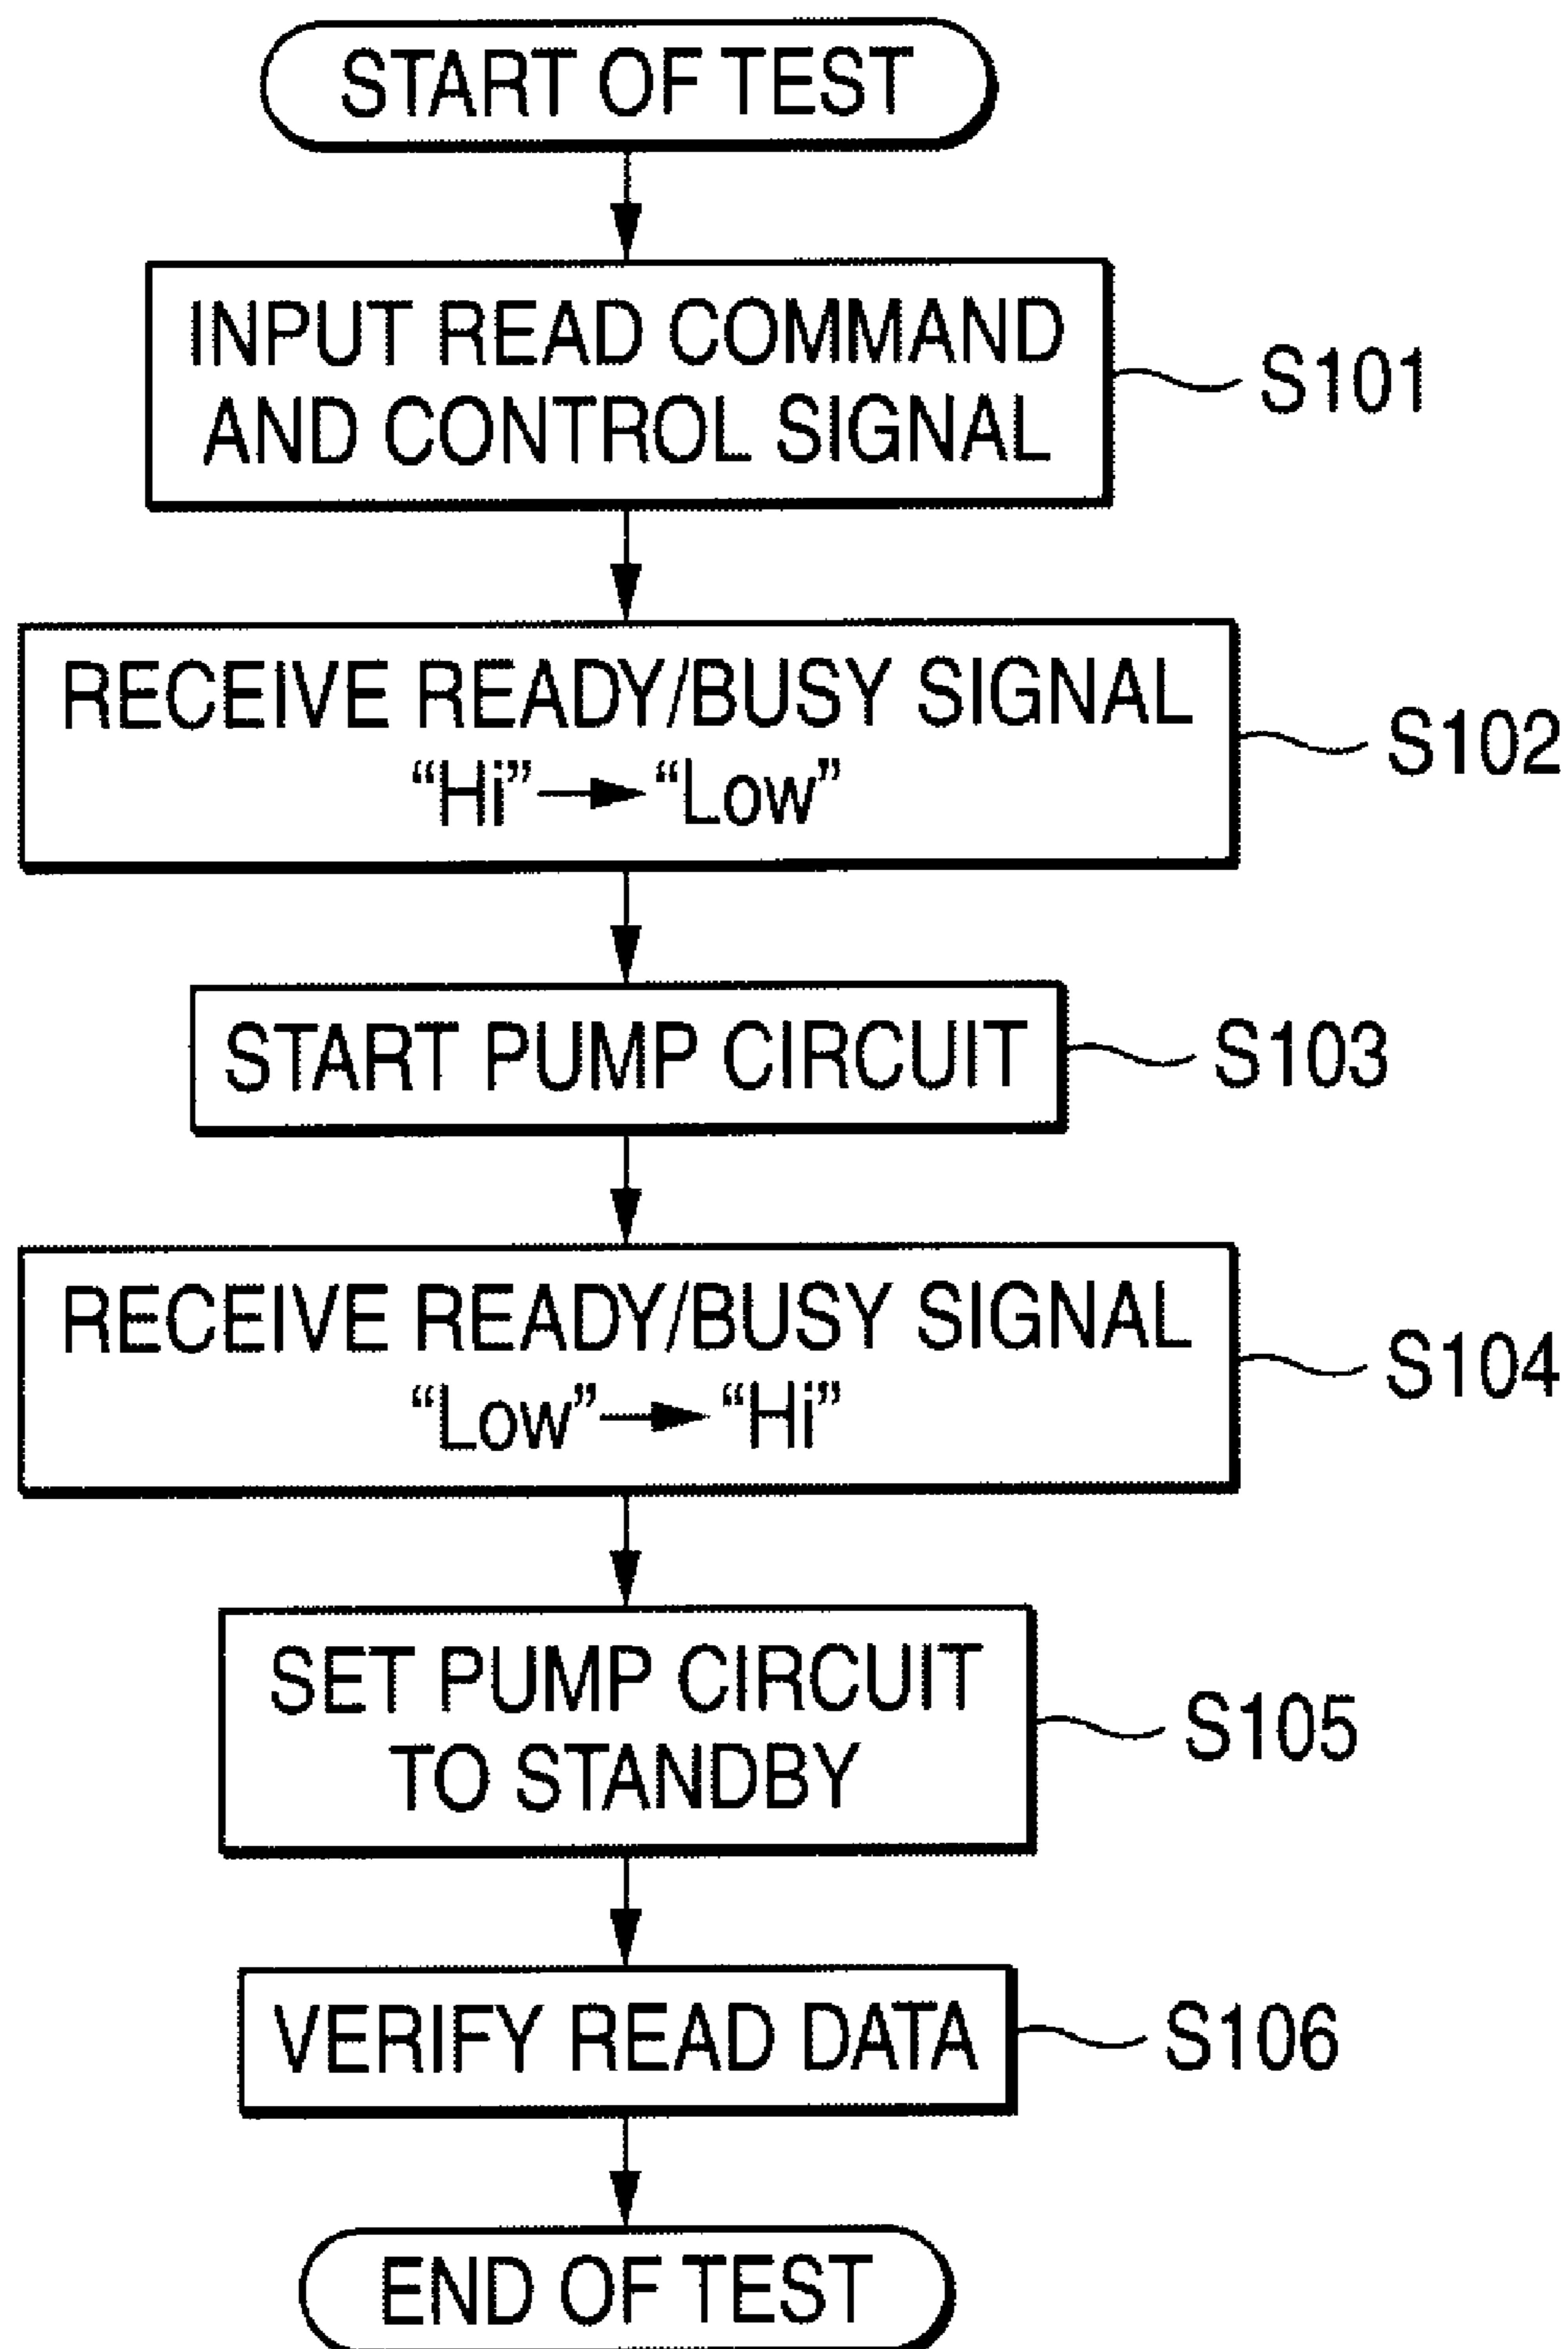 START OF TEST
INPUT READ COMMAND
AND CONTROL SIGNAL
S101
RECEIVE READY/BUSY SIGNAL
“Hi” → “Low”
S102
START PUMP CIRCUIT
S103
RECEIVE READY/BUSY SIGNAL
“Low” → “Hi”
S104
SET PUMP CIRCUIT
TO STANDBY
S105
VERIFY READ DATA
S106
END OF TEST